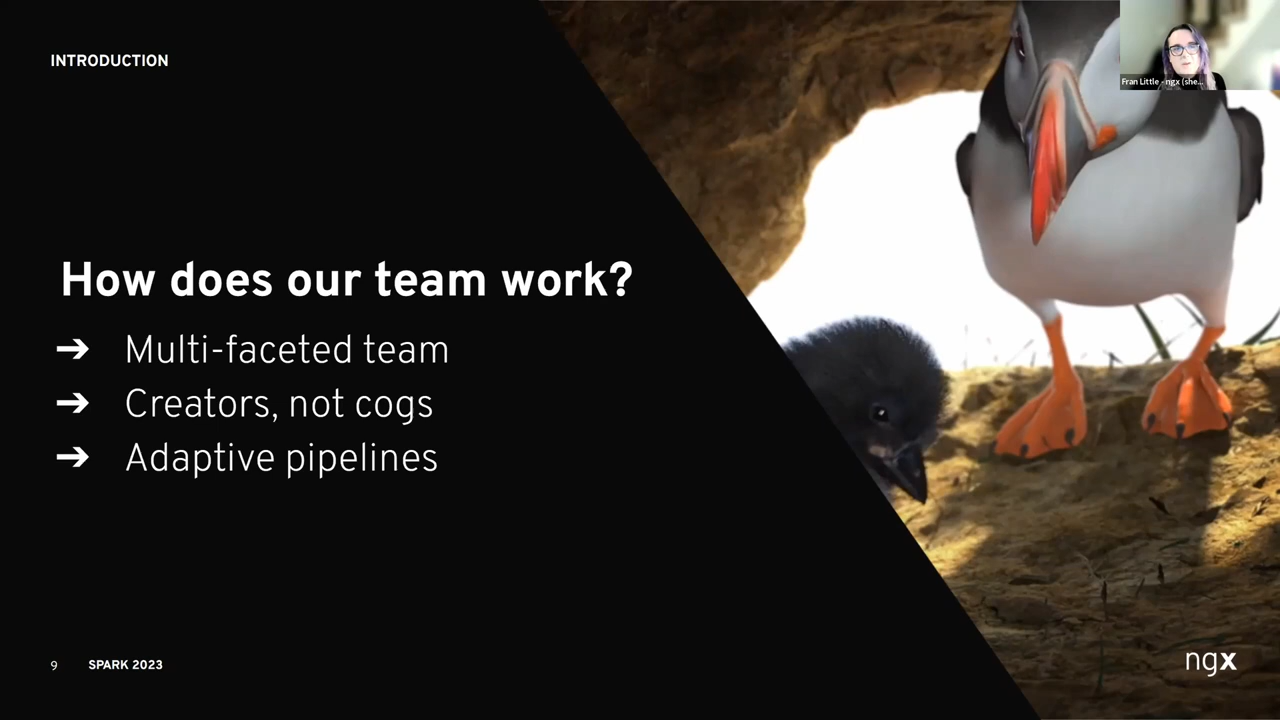 INTRODUCTION
Fran Little - ngx (she...
How does our team work?
➔ Multi-faceted team
➔ Creators, not cogs
➔ Adaptive pipelines
9 SPARK 2023
ngx